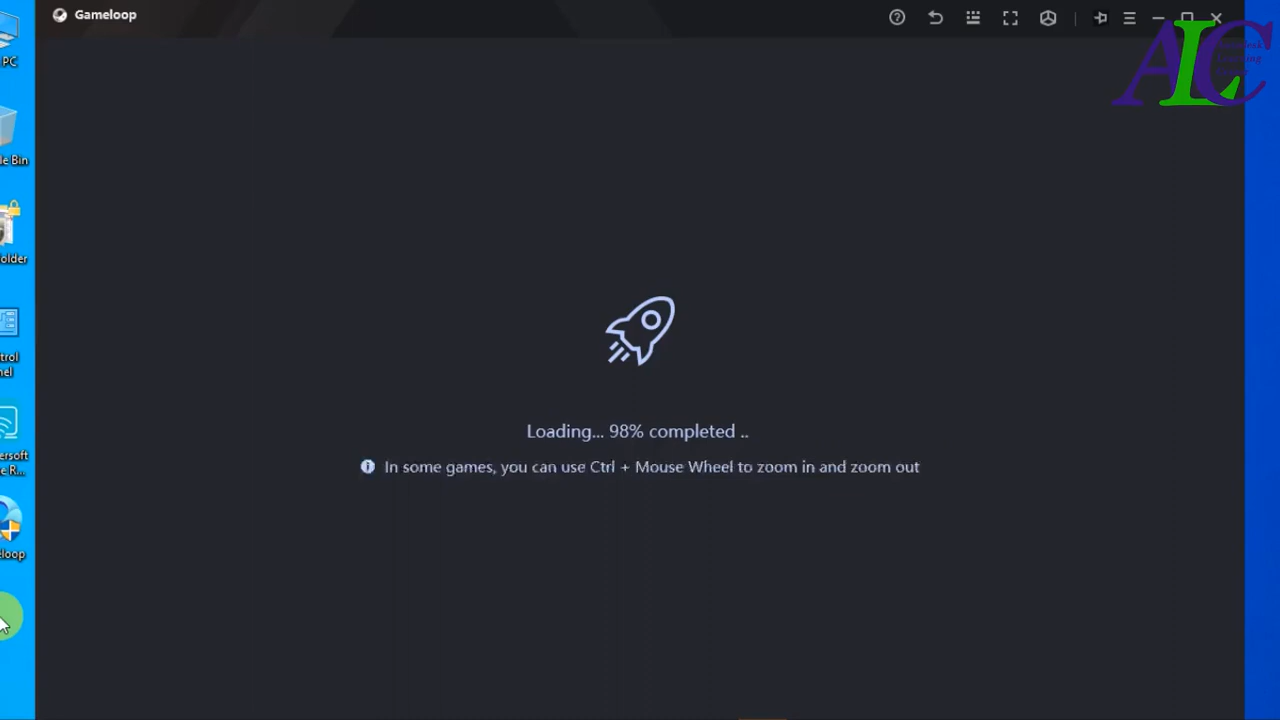 Gameloop
PC
le Bin
older
trol
nel
ersoft
e R...
eloop
ALC
Loading... 98% completed ..
In some games, you can use Ctrl + Mouse Wheel to zoom in and zoom out